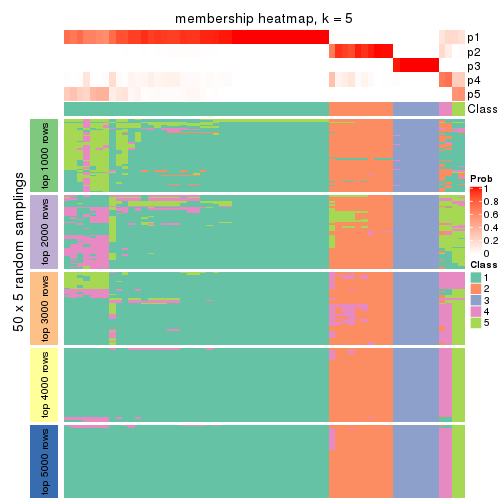 membership heatmap, k = 5
p1
p2
p3
p4
p5
Class
50 x 5 random samplings
top 1000 rows
top 2000 rows
top 3000 rows
top 4000 rows
top 5000 rows
Prob
1
0.8
0.6
0.4
0.2
0
Class
1
2
3
4
5